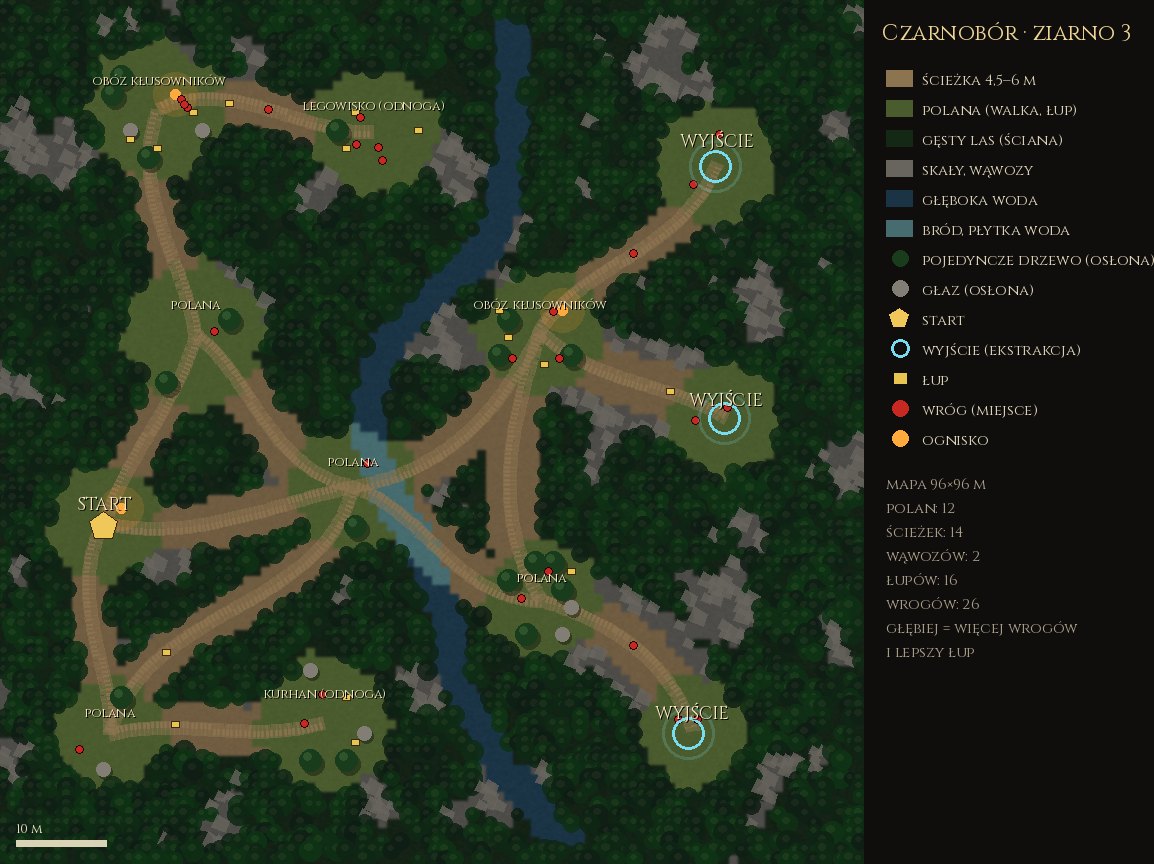 OBÓZ KŁUSOWNIKÓW
LEGOWISKO (ODNOGA)
WYJŚCIE
POLANA
OBÓZ KŁUSOWNIKÓW
WYJŚCIE
POLANA
START
POLANA
KURHAN (ODNOGA)
POLANA
WYJŚCIE
10 M
CZARNOBÓR · ZIARNO 3
ŚCIEŻKA 4,5–6 M
POLANA (WALKA, ŁUP)
GĘSTY LAS (ŚCIANA)
SKAŁY, WĄWOZY
GŁĘBOKA WODA
BRÓD, PŁYTKA WODA
POJEDYNCZE DRZEWO (OSŁONA)
GŁAZ (OSŁONA)
START
WYJŚCIE (EKSTRAKCJA)
ŁUP
WRÓG (MIEJSCE)
OGNISKO
MAPA 96×96 M
POLAN: 12
ŚCIEŻEK: 14
WĄWOZÓW: 2
ŁUPÓW: 16
WROGÓW: 26
GŁĘBIEJ = WIĘCEJ WROGÓW
I LEPSZY ŁUP